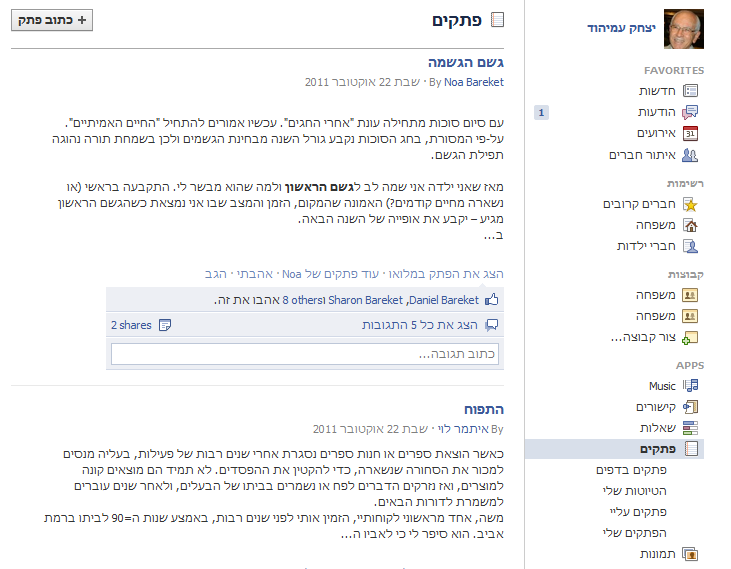 יצחק עמיהוד
FAVORITES
חדשות
הודעות
1
אירועים
31
איתור חברים
רשימות
חברים קרובים
משפחה
חברי ילדות
קבוצות
משפחה
משפחה
צור קבוצה...
APPS
Music
קישורים
שאלות
פתקים
פתקים בדפים
הטיוטות שלי
פתקים עליי
הפתקים שלי
תמונות
פתקים
+ כתוב פתק
גשם הגשמה
By Noa Bareket · שבת 22 אוקטובר 2011
עם סיום סוכות מתחילה עונת "אחרי החגים". עכשיו אמורים להתחיל "החיים האמיתיים".
על-פי המסורת, בחג הסוכות נקבע גורל השנה מבחינת הגשמים ולכן בשמחת תורה נהוגה
תפילת הגשם.
מאז שאני ילדה אני שמה לב לגשם הראשון ולמה שהוא מבשר לי. התקבעה בראשי (או
נשארה מחיים קודמים?) האמונה שהמקום, הזמן והמצב שבו אני נמצאת כשהגשם הראשון
מגיע – יקבע את אופייה של השנה הבאה.
ב...
הצג את הפתק במלואו · עוד פתקים של Noa · אהבתי · הגב
Daniel Bareket, Sharon Bareket ו8 others אהבו את זה.
הצג את כל 5 התגובות
2 shares
כתוב תגובה...
התפוח
By איתמר לוי · שבת 22 אוקטובר 2011
כאשר הוצאת ספרים או חנות ספרים נסגרת אחרי שנים רבות של פעילות, בעליה מנסים
למכור את הסחורה שנשארה, כדי להקטין את ההפסדים. לא תמיד הם מוצאים קונה
למוצרים, ואז נזרקים הדברים לפח או נשמרים בביתו של הבעלים, ולאחר שנים עוברים
למשמרת לדורות הבאים.
משה, אחד מראשוני לקוחותיי, הזמין אותי לפני שנים רבות, באמצע שנות ה=90 לביתו ברמת
אביב. הוא סיפר לי כי לאביו ה...